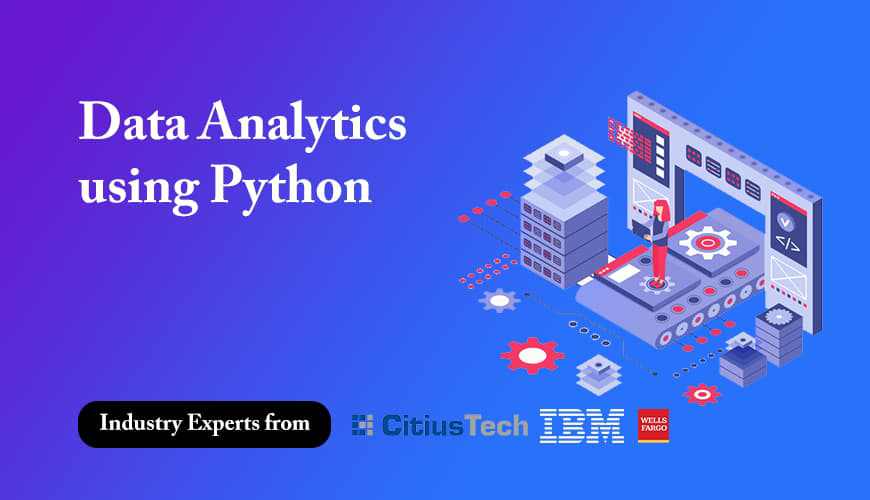 Data Analytics
using Python
</>
Industry Experts from
CitiusTech
IBM
WELLS
FARGO